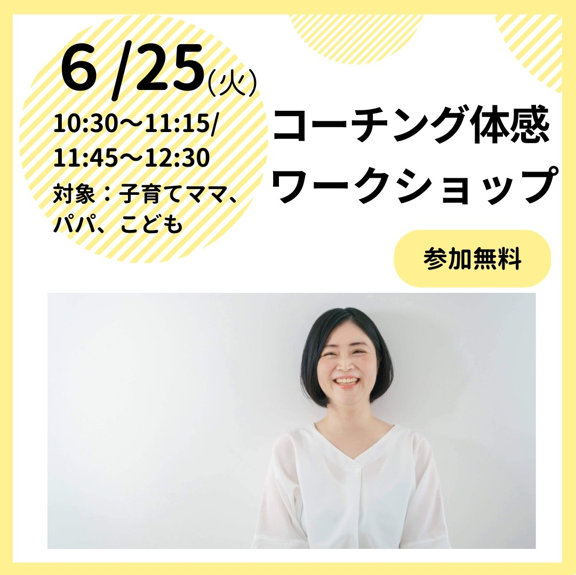 6/25(火)
10:30〜11:15/
11:45〜12:30
対象：子育てママ、
パパ、こども
コーチング体感
ワークショップ
参加無料